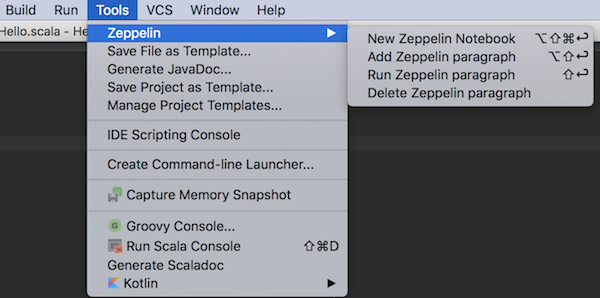 Build Run Tools VCS Window Help
Hello.scala - He
Zeppelin ▶
Save File as Template...
Generate JavaDoc...
Save Project as Template...
Manage Project Templates...
IDE Scripting Console
Create Command-line Launcher...
Capture Memory Snapshot
G Groovy Console...
Run Scala Console ⇧⌘D
Generate Scaladoc
Kotlin ▶
New Zeppelin Notebook ⌥⇧⌘↩
Add Zeppelin paragraph ⌥⇧↩
Run Zeppelin paragraph ⇧↩
Delete Zeppelin paragraph